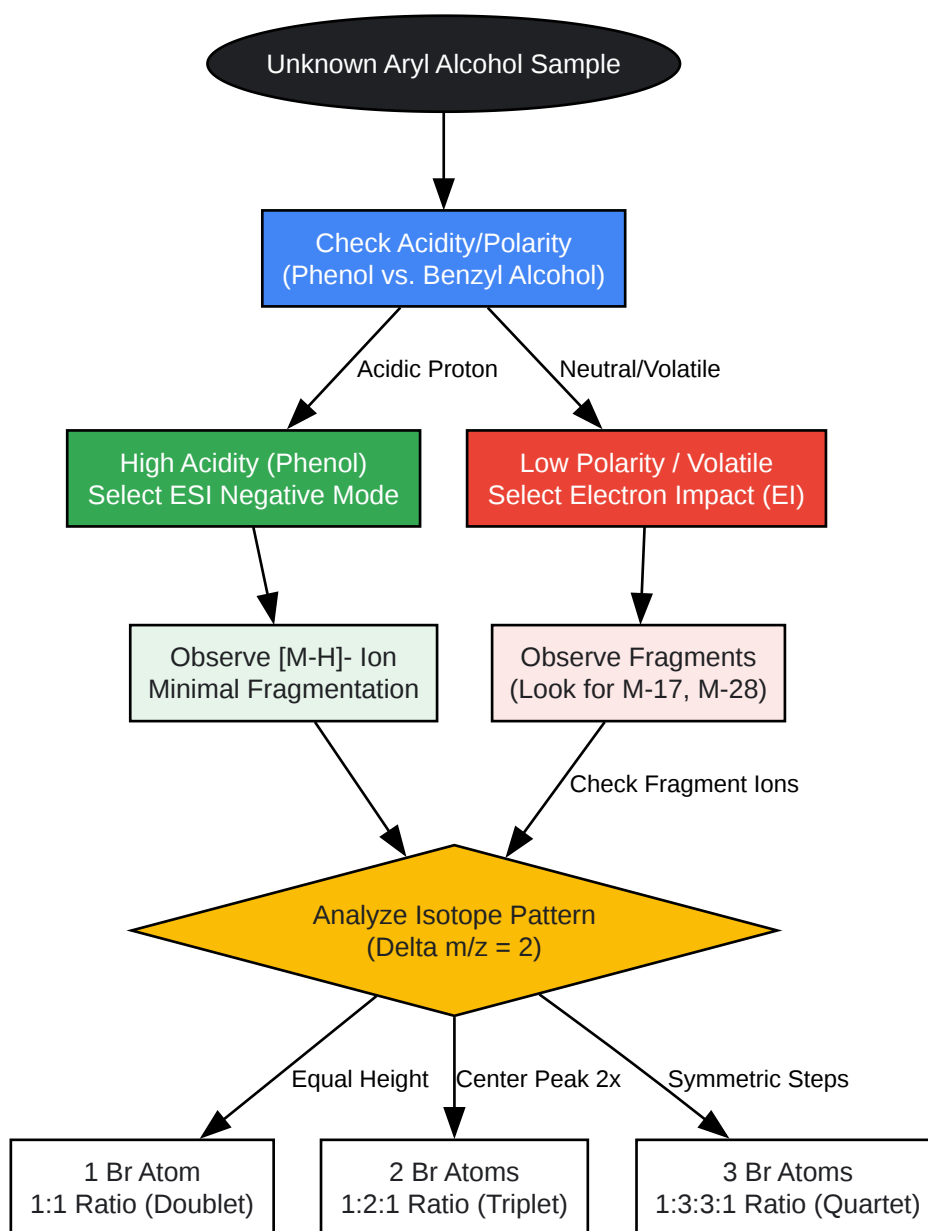 Unknown Aryl Alcohol Sample
Check Acidity/Polarity
(Phenol vs. Benzyl Alcohol)
Acidic Proton
Neutral/Volatile
High Acidity (Phenol)
Select ESI Negative Mode
Low Polarity / Volatile
Select Electron Impact (EI)
Observe [M-H]- Ion
Minimal Fragmentation
Observe Fragments
(Look for M-17, M-28)
Check Fragment Ions
Analyze Isotope Pattern
(Delta m/z = 2)
Equal Height
Center Peak 2x
Symmetric Steps
1 Br Atom
1:1 Ratio (Doublet)
2 Br Atoms
1:2:1 Ratio (Triplet)
3 Br Atoms
1:3:3:1 Ratio (Quartet)